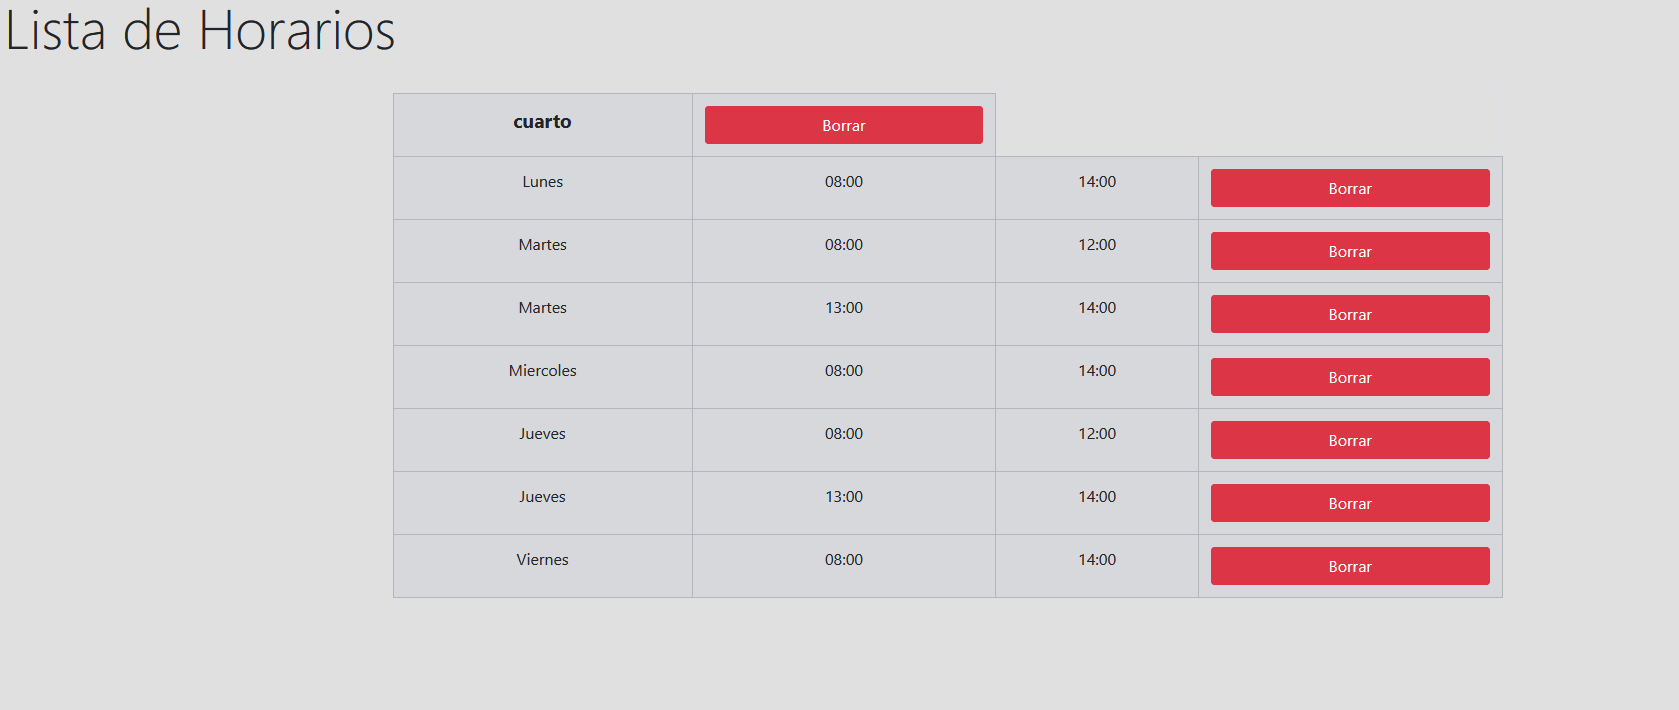 Lista de Horarios
cuarto Borrar
Lunes 08:00 14:00 Borrar
Martes 08:00 12:00 Borrar
Martes 13:00 14:00 Borrar
Miercoles 08:00 14:00 Borrar
Jueves 08:00 12:00 Borrar
Jueves 13:00 14:00 Borrar
Viernes 08:00 14:00 Borrar